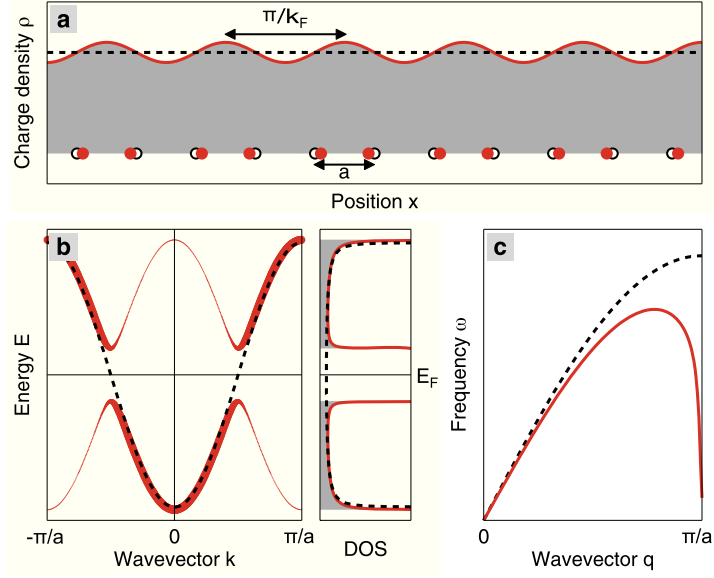 a
π/k_F
Charge density ρ
a
Position x
b
c
Energy E
E_F
Frequency ω
-π/a
0
π/a
0
π/a
Wavevector k
DOS
Wavevector q